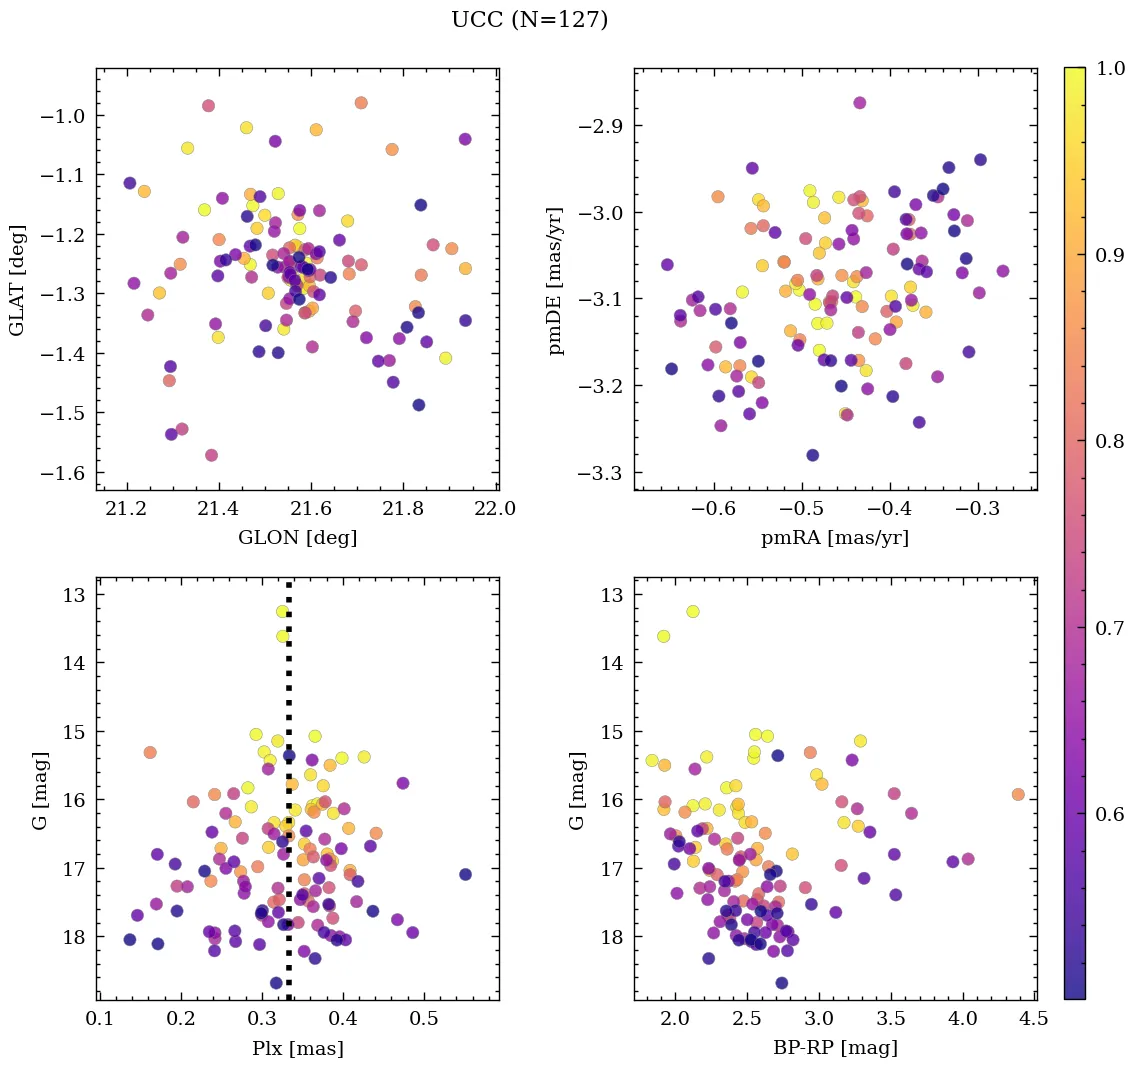 UCC (N=127)
−1.0
−1.1
−1.2
−1.3
−1.4
−1.5
−1.6
GLAT [deg]
21.2 21.4 21.6 21.8 22.0
GLON [deg]
−2.9
−3.0
−3.1
−3.2
−3.3
pmDE [mas/yr]
−0.6 −0.5 −0.4 −0.3
pmRA [mas/yr]
13
14
15
16
17
18
G [mag]
0.1 0.2 0.3 0.4 0.5
Plx [mas]
13
14
15
16
17
18
G [mag]
2.0 2.5 3.0 3.5 4.0 4.5
BP-RP [mag]
1.0
0.9
0.8
0.7
0.6